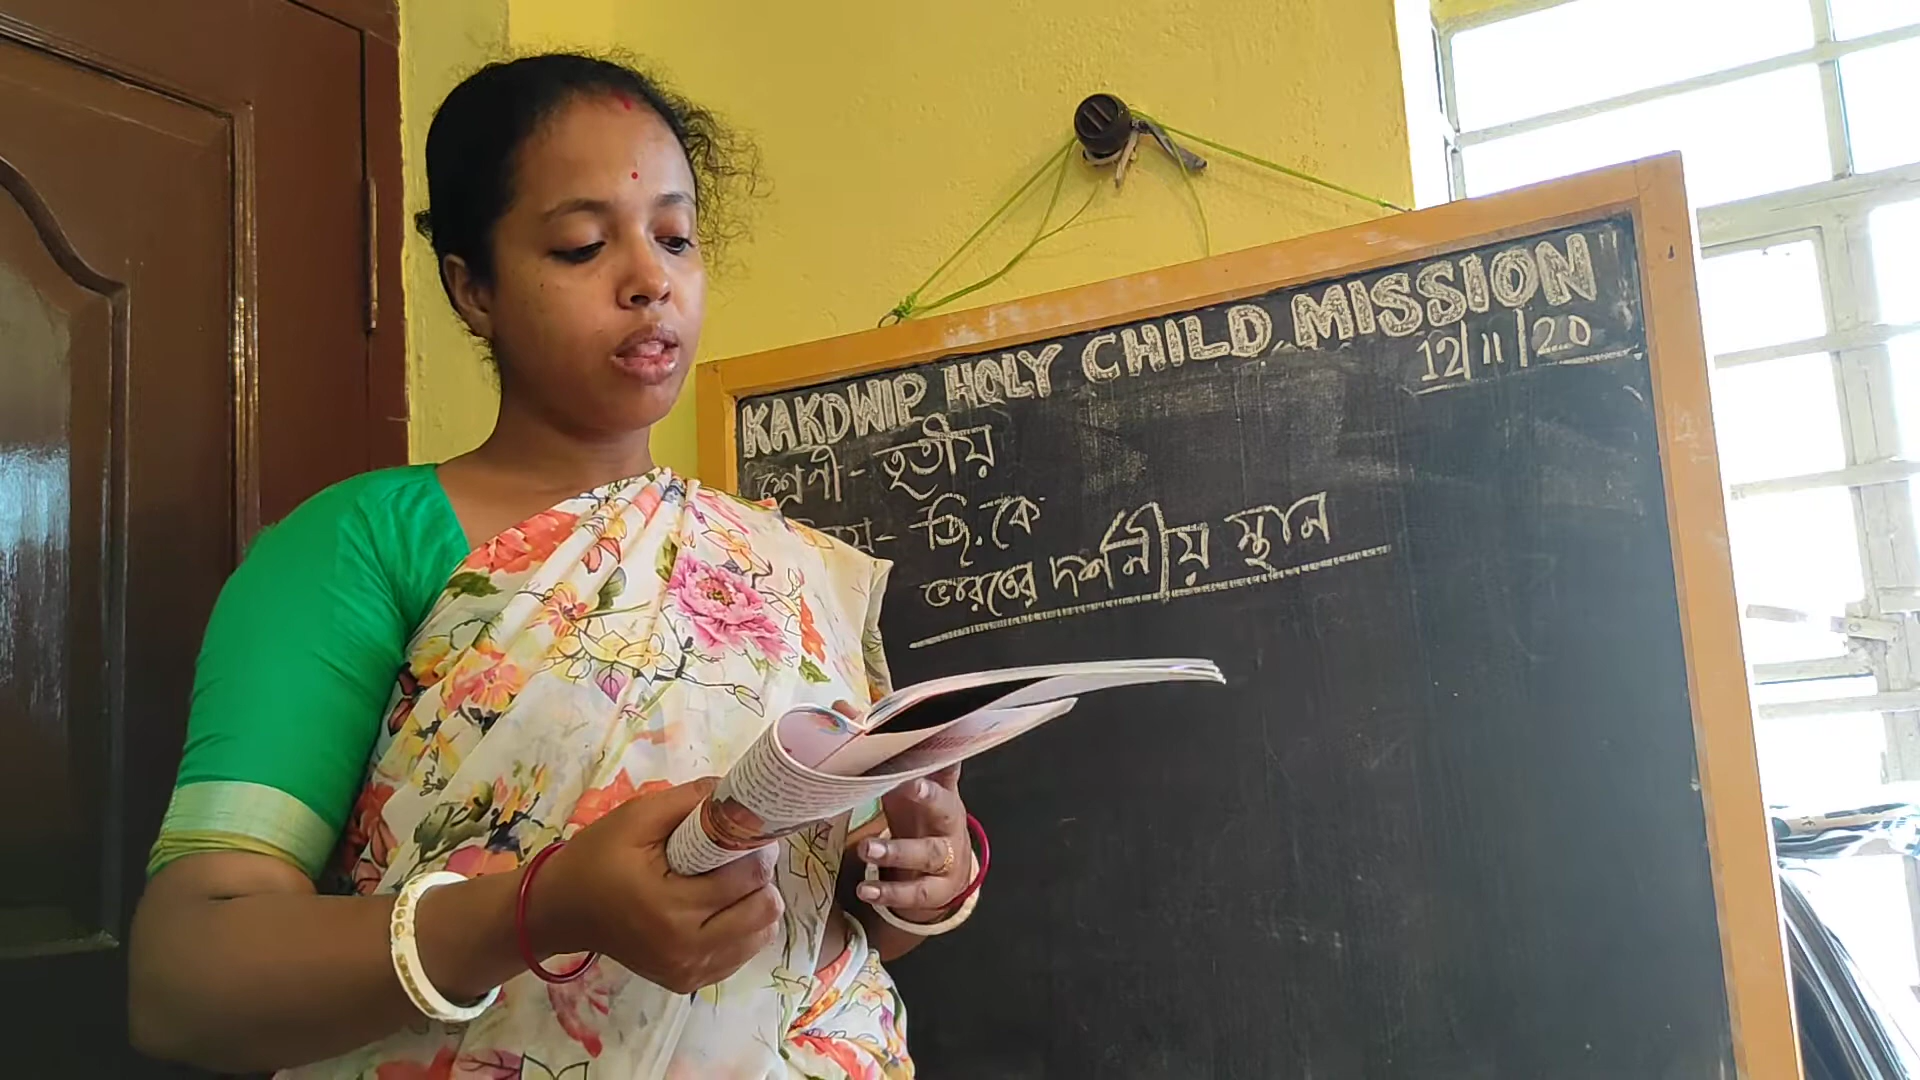 KAKDWIP HOLY CHILD MISSION
12/11/20
শ্রেণী - তৃতীয়
- জি.কে
ভারতের দর্শনীয় স্থান